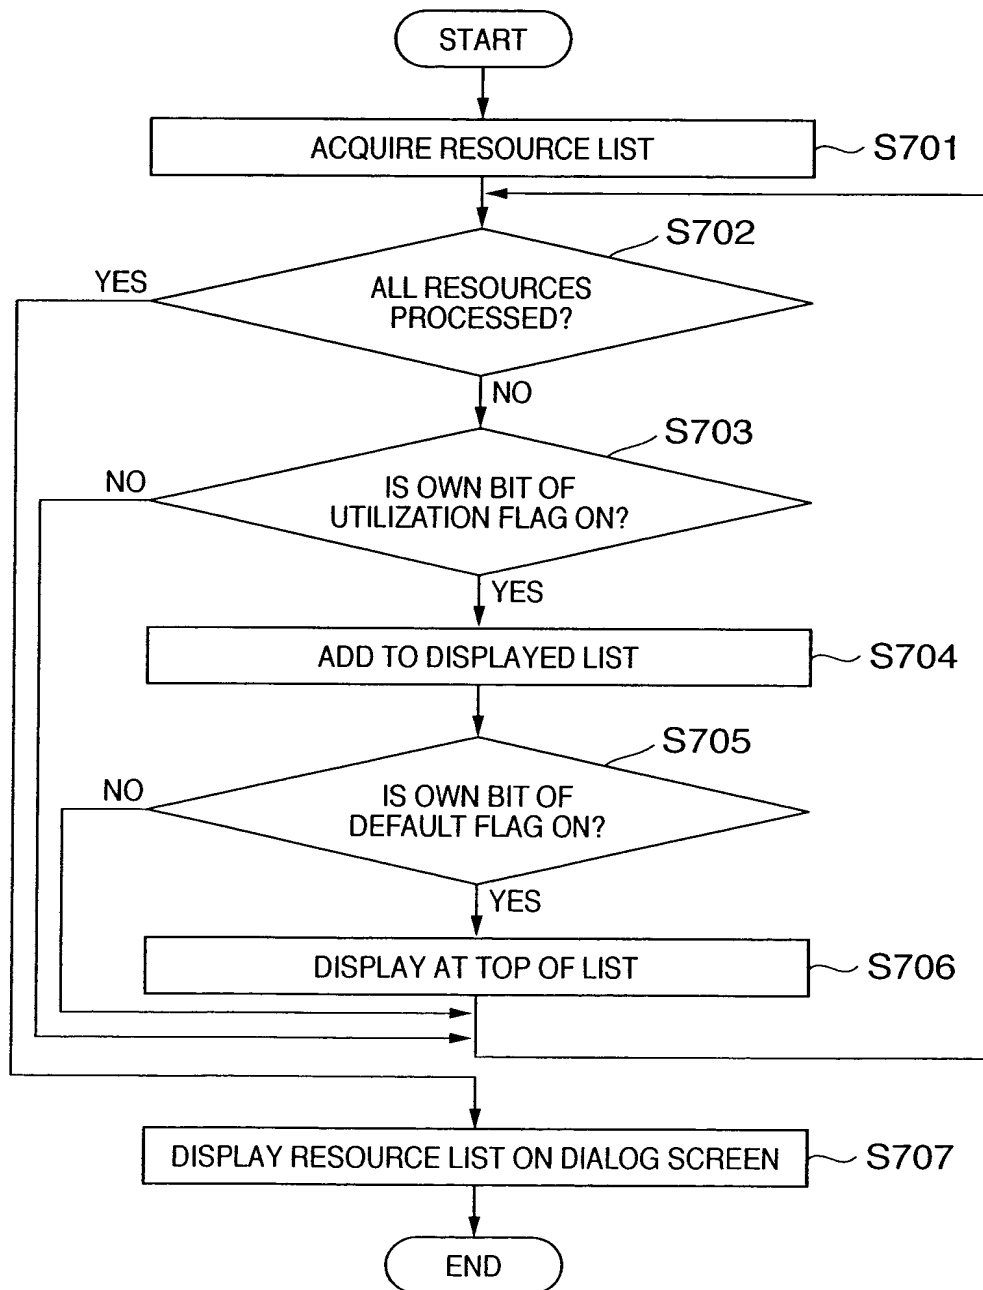 START
ACQUIRE RESOURCE LIST
S701
S702
YES
ALL RESOURCES
PROCESSED?
NO
S703
NO
IS OWN BIT OF
UTILIZATION FLAG ON?
YES
ADD TO DISPLAYED LIST
S704
S705
NO
IS OWN BIT OF
DEFAULT FLAG ON?
YES
DISPLAY AT TOP OF LIST
S706
DISPLAY RESOURCE LIST ON DIALOG SCREEN
S707
END